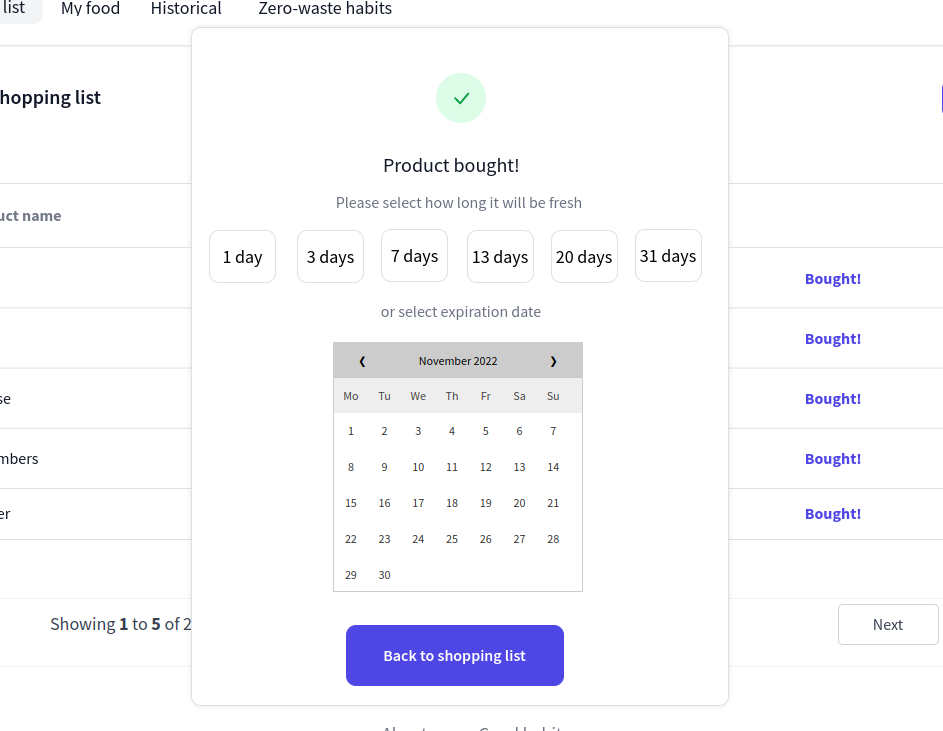 list My food Historical Zero-waste habits
hopping list
Product bought!
uct name
Please select how long it will be fresh
1 day 3 days 7 days 13 days 20 days 31 days
Bought!
or select expiration date
Bought!
❮ November 2022 ❯
Mo Tu We Th Fr Sa Su
se Bought!
1 2 3 4 5 6 7
mbers Bought!
8 9 10 11 12 13 14
15 16 17 18 19 20 21
er Bought!
22 23 24 25 26 27 28
29 30
Showing 1 to 5 of 2 Next
Back to shopping list